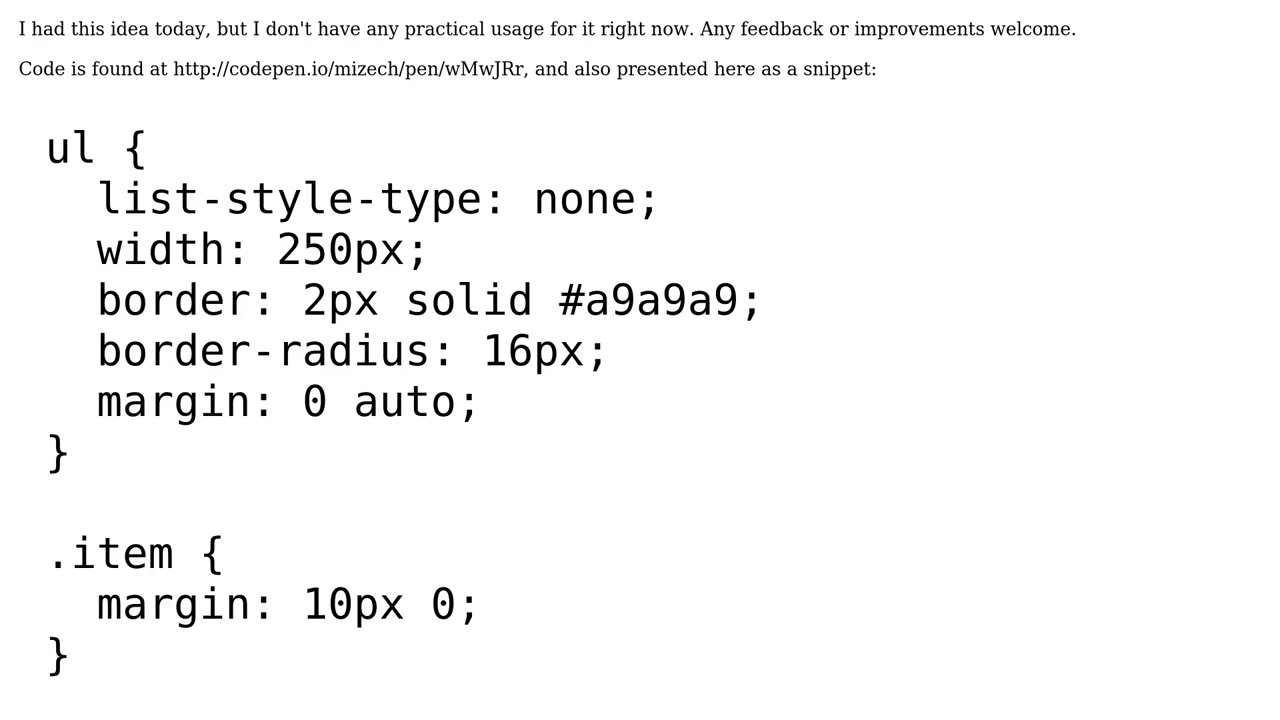 I had this idea today, but I don't have any practical usage for it right now. Any feedback or improvements welcome.
Code is found at http://codepen.io/mizech/pen/wMwJRr, and also presented here as a snippet:
ul {
  list-style-type: none;
  width: 250px;
  border: 2px solid #a9a9a9;
  border-radius: 16px;
  margin: 0 auto;
}

.item {
  margin: 10px 0;
}